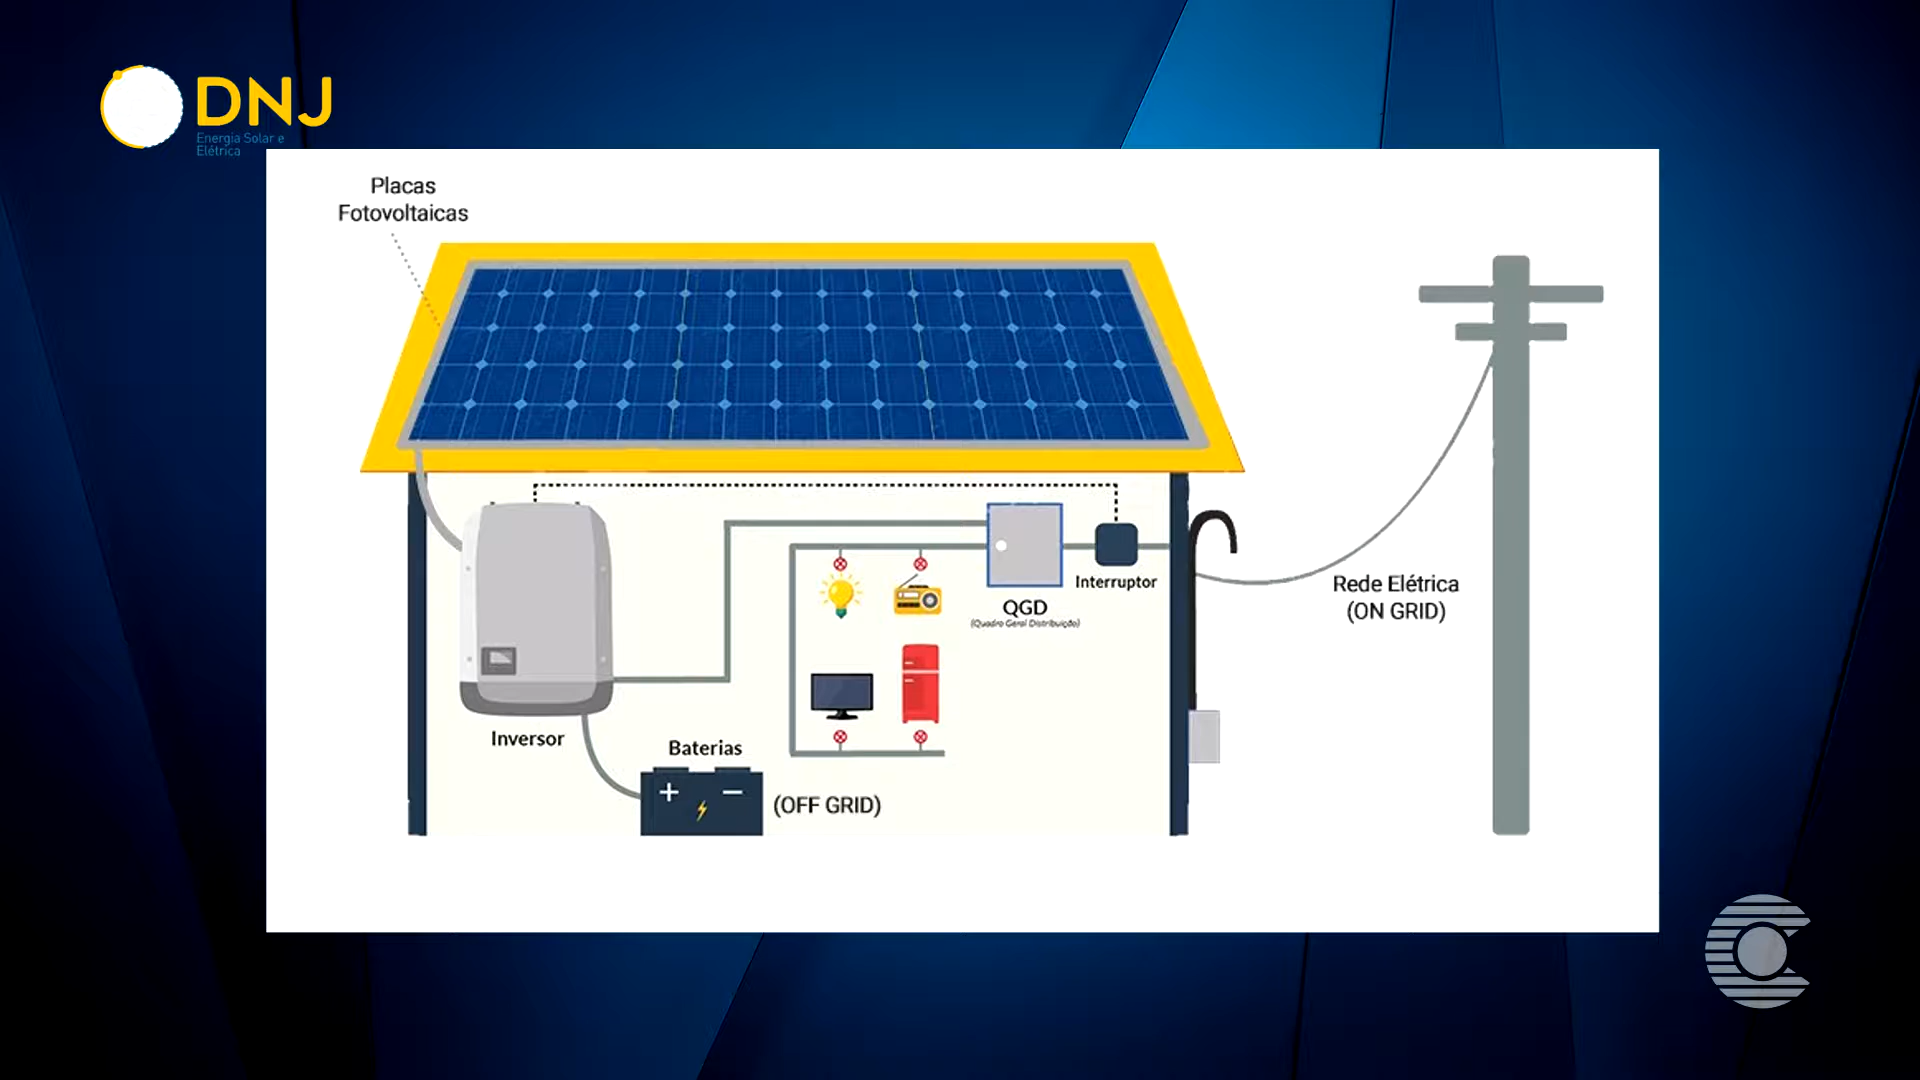 DNJ
Energia Solar e
Elétrica
Placas
Fotovoltaicas
Interruptor
QGD
(Quadro Geral Distribuição)
Rede Elétrica
(ON GRID)
Inversor
Baterias
+ −
(OFF GRID)